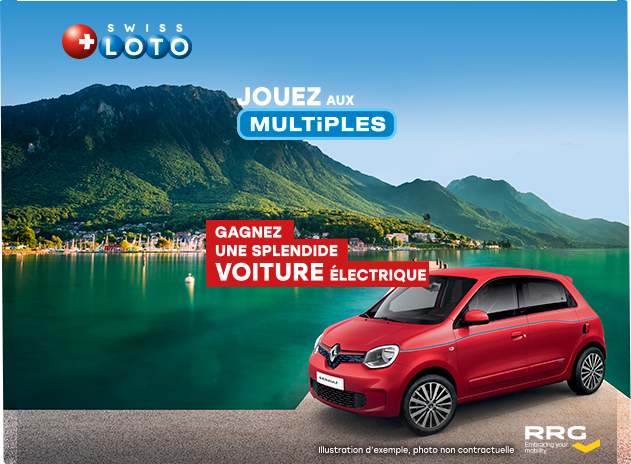 SWISS
LOTO
JOUEZ AUX
MULTiPLES
GAGNEZ
UNE SPLENDIDE
VOITURE ÉLECTRIQUE
RENAULT
RRG
Embracing your
mobility
Illustration d'exemple, photo non contractuelle